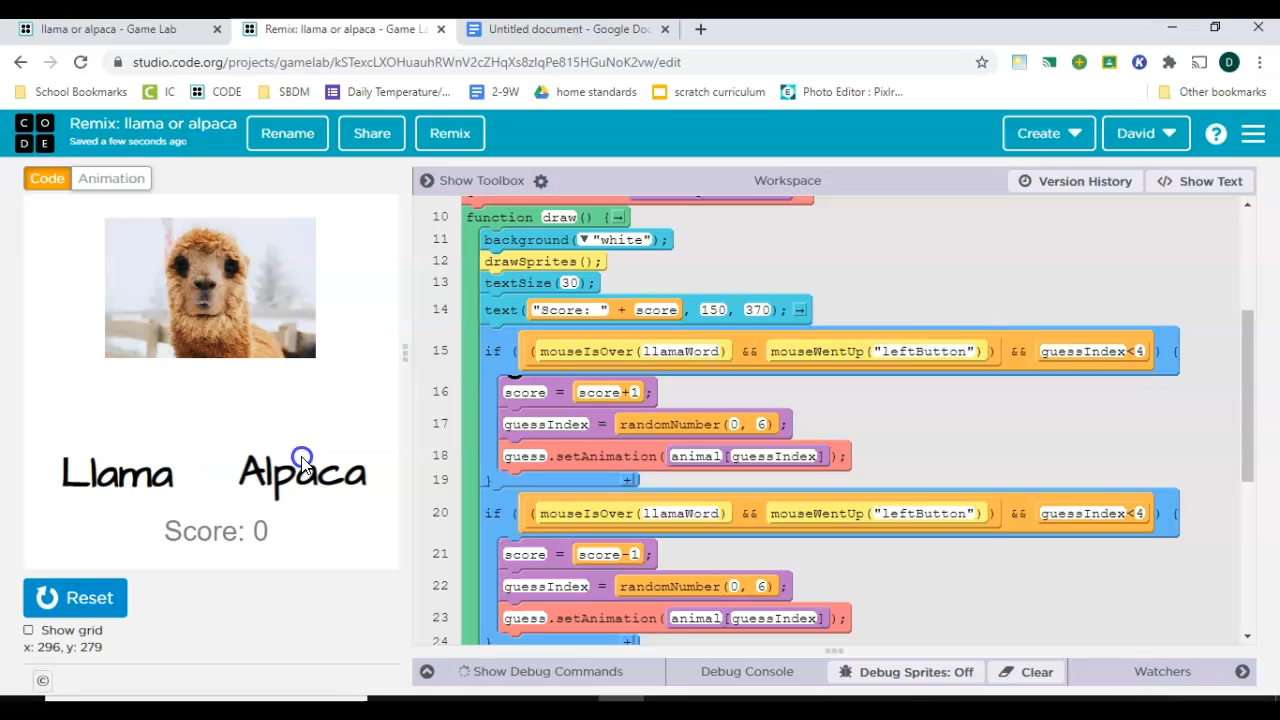 llama or alpaca - Game Lab
Remix: llama or alpaca - Game La
Untitled document - Google Doc
studio.code.org/projects/gamelab/
School Bookmarks
IC
CODE
SBDM
Daily Temperature/...
2-9W
home standards
scratch curriculum
Photo Editor : Pixlr...
Other bookmarks
C O D E
Remix: llama or alpaca
Saved a few seconds ago
Rename
Share
Remix
Create
David
?
Code
Animation
Show Toolbox
Workspace
Version History
</> Show Text
10 function draw() {
11 background("white");
12 drawSprites();
13 textSize(30);
14 text("Score: " + score, 150, 370);
15 if ((mouseIsOver(llamaWord) && mouseWentUp("leftButton")) && guessIndex<4) {
16 score = score+1;
17 guessIndex = randomNumber(0, 6);
18 guess.setAnimation(animal[guessIndex]);
19 }
20 if ((mouseIsOver(llamaWord) && mouseWentUp("leftButton")) && guessIndex<4) {
21 score = score-1;
22 guessIndex = randomNumber(0, 6);
23 guess.setAnimation(animal[guessIndex]);
24 }
Llama Alpaca
Score: 0
Reset
Show grid
x: 296, y: 279
©
Show Debug Commands
Debug Console
Debug Sprites: Off
Clear
Watchers